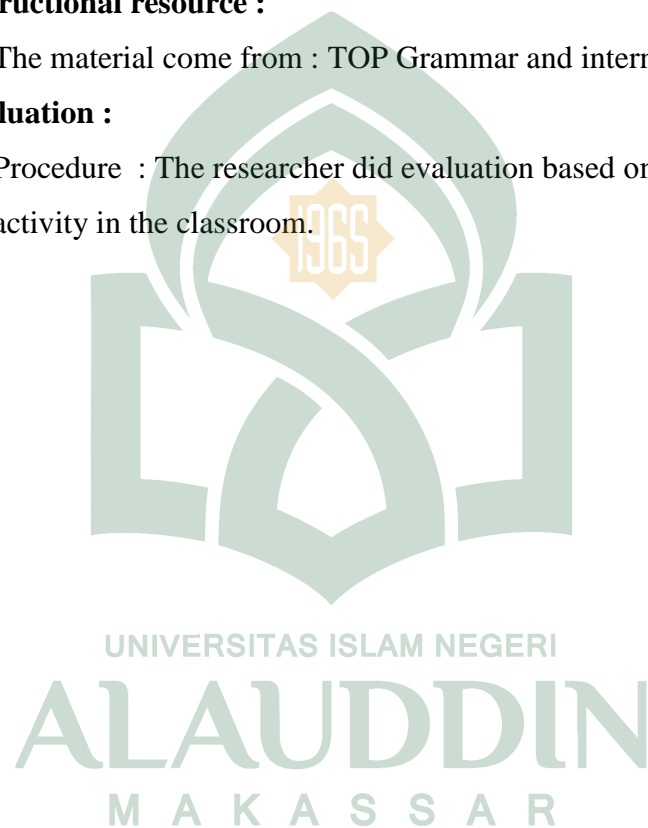 ructional resource :
The material come from : TOP Grammar and intern
luation :
Procedure : The researcher did evaluation based on
activity in the classroom.
1965
UNIVERSITAS ISLAM NEGERI
ALAUDDIN
MAKASSAR